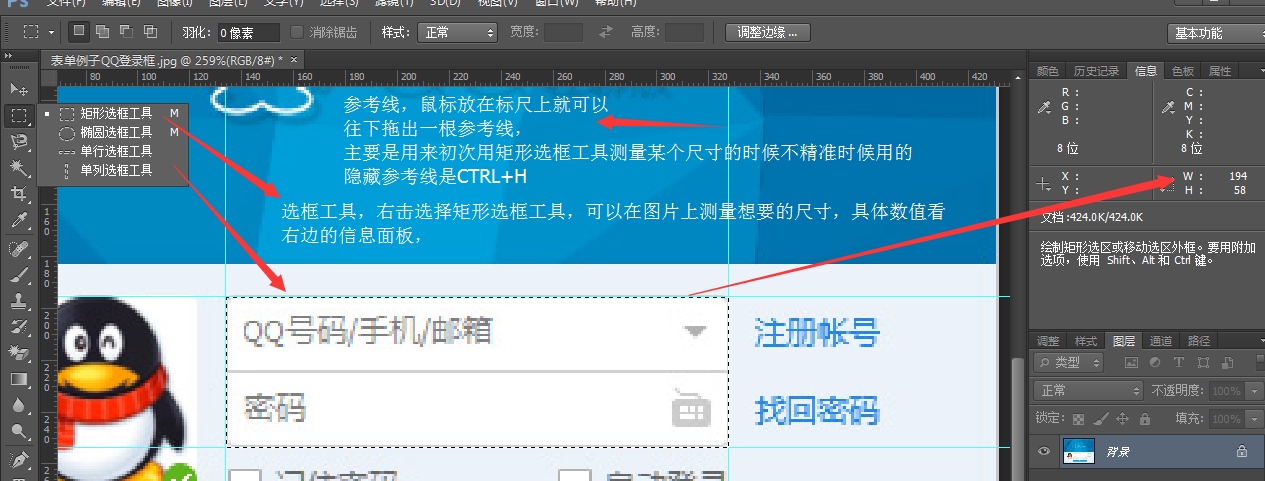 文件(F) 编辑(E) 图像(I) 图层(L) 文字(Y) 选择(S) 滤镜(T) 3D(D) 视图(V) 窗口(W) 帮助(H)
羽化: 0 像素 消除锯齿 样式: 正常 宽度: 高度: 调整边缘 ... 基本功能
表单例子QQ登录框.jpg @ 259%(RGB/8#) * ×
80 100 120 140 160 180 200 220 240 260 280 300 320 340 360 380 400 420
矩形选框工具 M
椭圆选框工具 M
单行选框工具
单列选框工具
参考线，鼠标放在标尺上就可以
往下拖出一根参考线，
主要是用来初次用矩形选框工具测量某个尺寸的时候不精准时候用的
隐藏参考线是CTRL+H
选框工具，右击选择矩形选框工具，可以在图片上测量想要的尺寸，具体数值看
右边的信息面板，
160
180
200
220
240
QQ号码/手机/邮箱
注册帐号
密码
找回密码
记住密码
自动登录
颜色 历史记录 信息 色板 属性
R : C :
G : M :
B : Y :
K :
8 位 8 位
X : W : 194
Y : H : 58
文档:424.0K/424.0K
绘制矩形选区或移动选区外框。要用附加
选项，使用 Shift、Alt 和 Ctrl 键。
调整 样式 图层 通道 路径
类型
正常 不透明度: 100%
锁定: 填充: 100%
背景